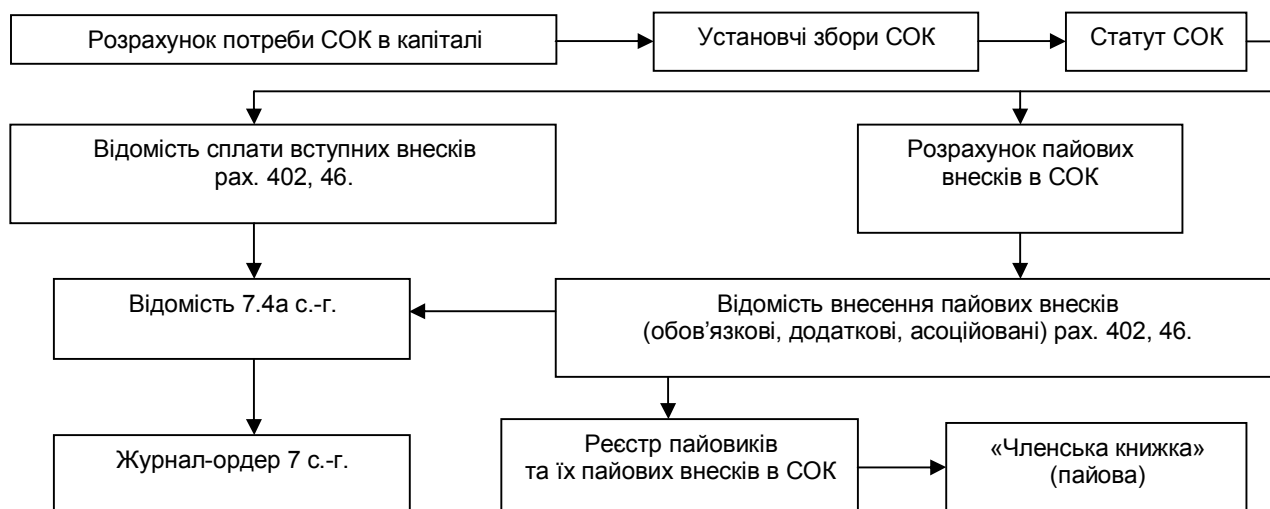 Розрахунок потреби СОК в капіталі
Установчі збори СОК
Статут СОК
Відомість сплати вступних внесків
рах. 402, 46.
Розрахунок пайових
внесків в СОК
Відомість 7.4а с.-г.
Відомість внесення пайових внесків
(обов’язкові, додаткові, асоційовані) рах. 402, 46.
Журнал-ордер 7 с.-г.
Реєстр пайовиків
та їх пайових внесків в СОК
«Членська книжка»
(пайова)